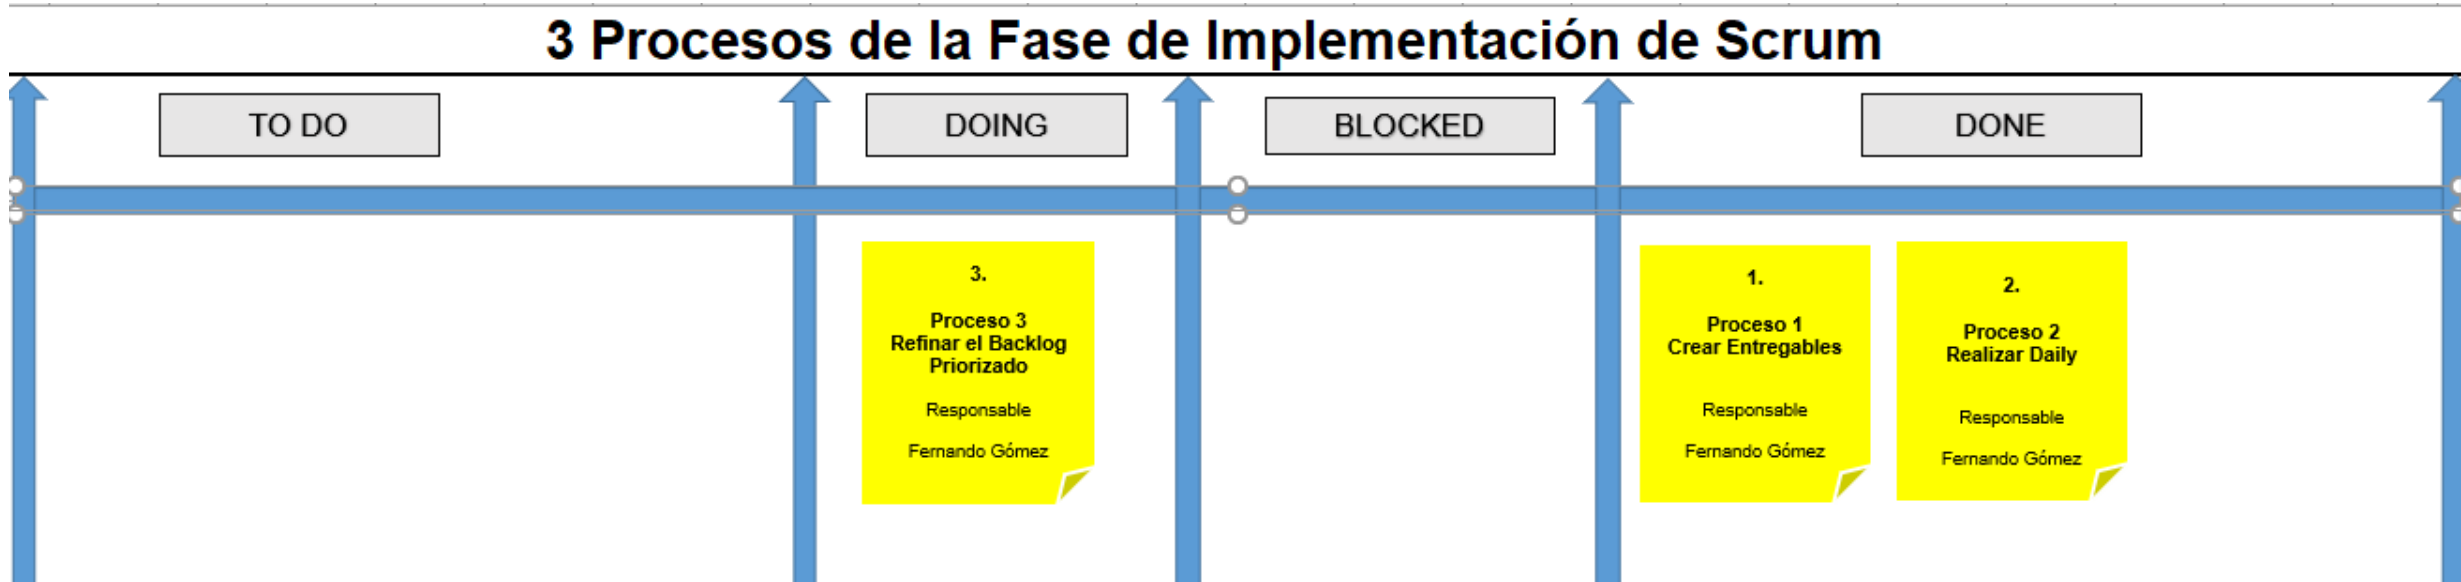 3 Procesos de la Fase de Implementación de Scrum
TO DO
DOING
BLOCKED
DONE
3.
Proceso 3
Refinar el Backlog
Priorizado
Responsable
Fernando Gómez
1.
Proceso 1
Crear Entregables
Responsable
Fernando Gómez
2.
Proceso 2
Realizar Daily
Responsable
Fernando Gómez